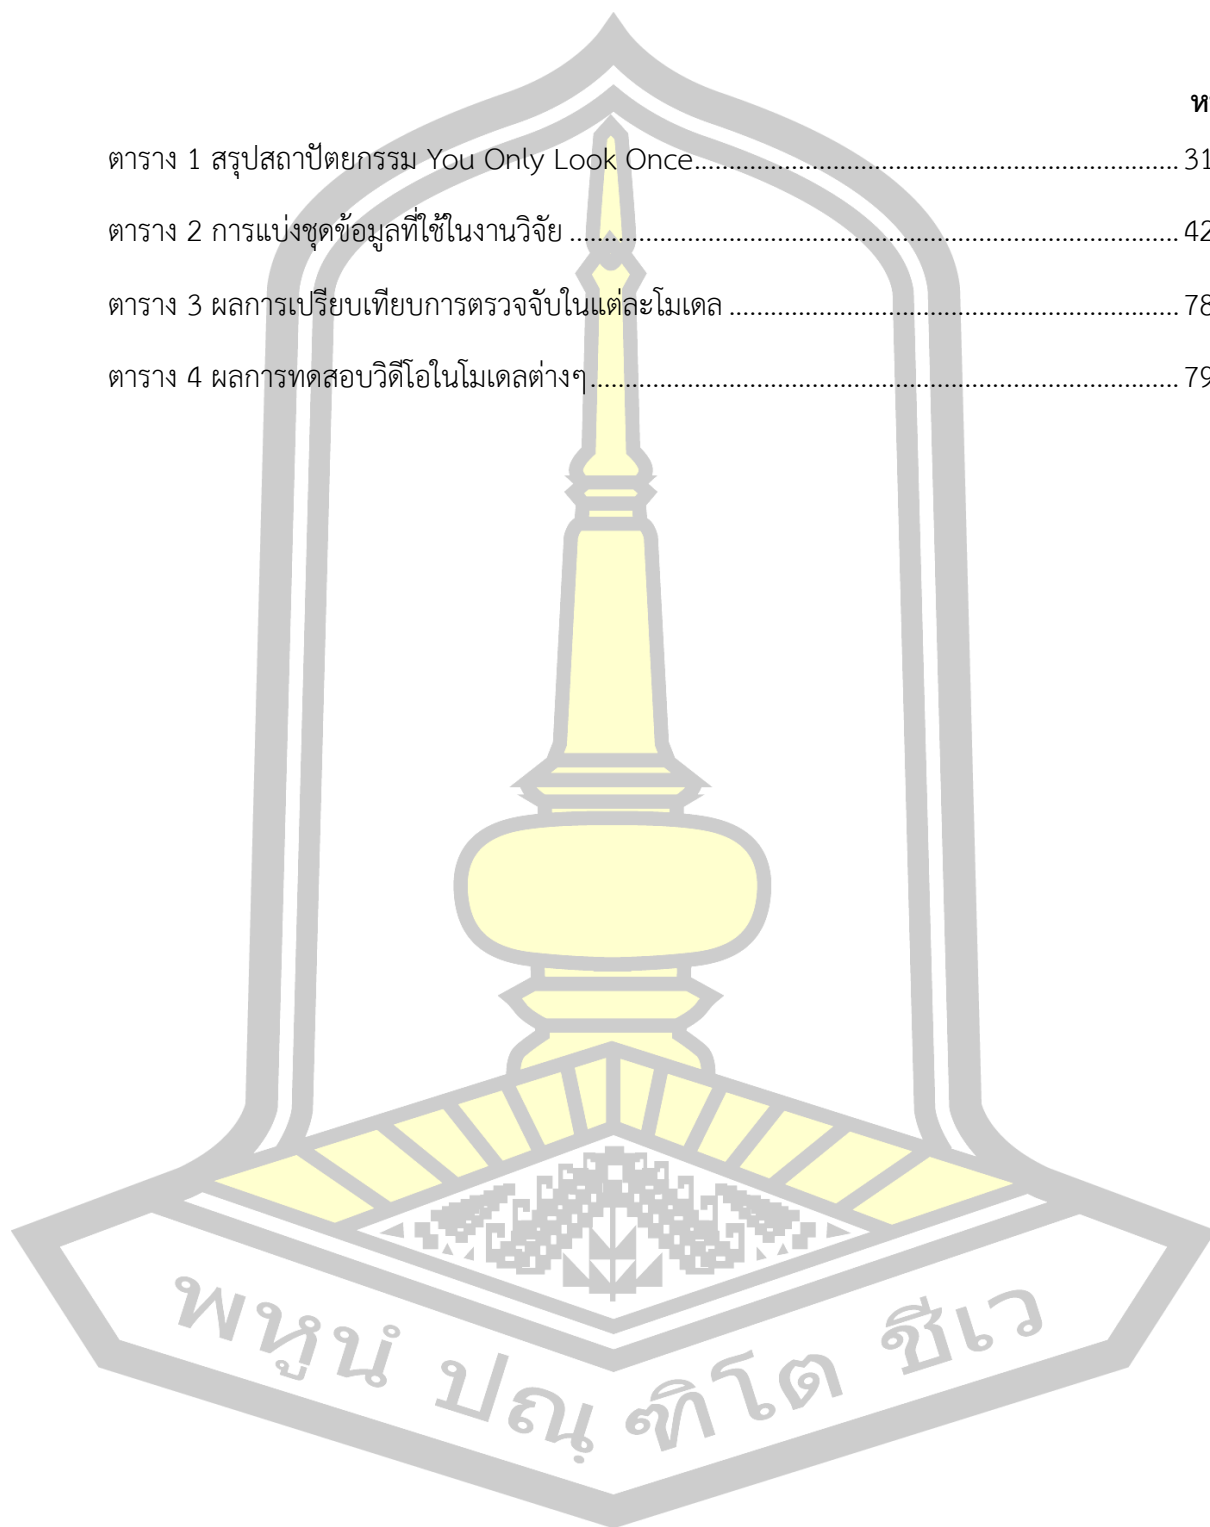 ตาราง 1 สรุปสถาปัตยกรรม You Only Look Once........................................................................ 31
ตาราง 2 การแบ่งชุดข้อมูลที่ใช้ในงานวิจัย ........................................................................................ 42
ตาราง 3 ผลการเปรียบเทียบการตรวจจับในแต่ละโมเดล ................................................................. 78
ตาราง 4 ผลการทดสอบวิดีโอในโมเดลต่างๆ..................................................................................... 79
พหูนํ ปณฺฑิโต ชีเว